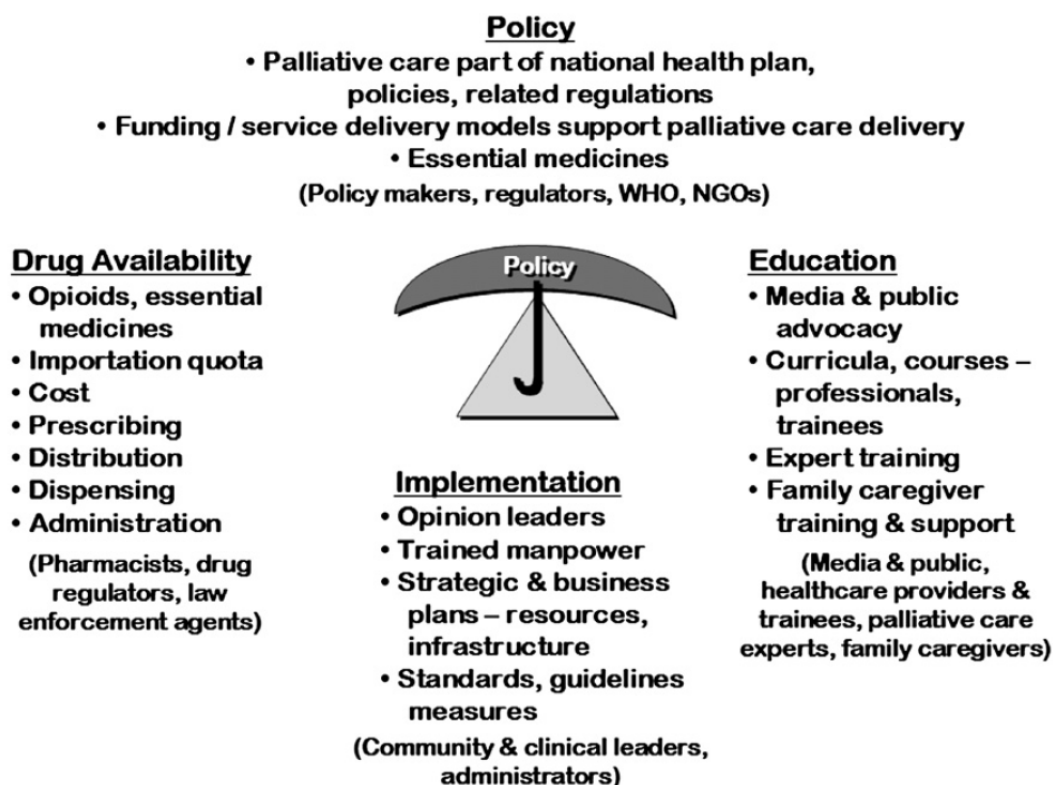 Policy
• Palliative care part of national health plan,
policies, related regulations
• Funding / service delivery models support palliative care delivery
• Essential medicines
(Policy makers, regulators, WHO, NGOs)
Policy
Drug Availability
• Opioids, essential
medicines
• Importation quota
• Cost
• Prescribing
• Distribution
• Dispensing
• Administration
(Pharmacists, drug
regulators, law
enforcement agents)
Implementation
• Opinion leaders
• Trained manpower
• Strategic & business
plans – resources,
infrastructure
• Standards, guidelines
measures
(Community & clinical leaders,
administrators)
Education
• Media & public
advocacy
• Curricula, courses –
professionals,
trainees
• Expert training
• Family caregiver
training & support
(Media & public,
healthcare providers &
trainees, palliative care
experts, family caregivers)